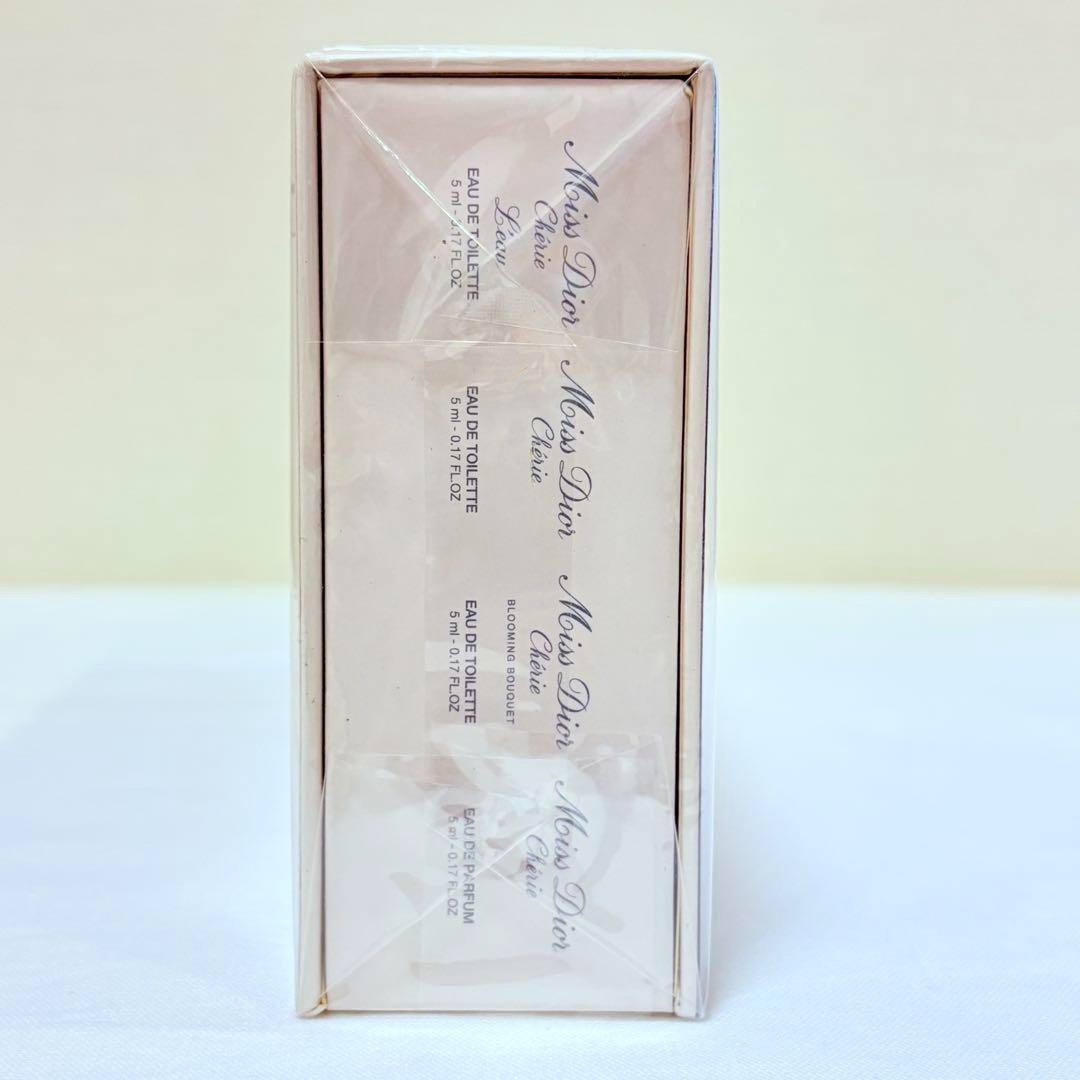 Miss Dior
Chérie
L'eau
EAU DE TOILETTE
5 ml - 0.17 FL.OZ
Miss Dior
Chérie
EAU DE TOILETTE
5 ml - 0.17 FL.OZ
Miss Dior
Chérie
BLOOMING BOUQUET
EAU DE TOILETTE
5 ml - 0.17 FL.OZ
Miss Dior
Chérie
EAU DE PARFUM
5 ml - 0.17 FL.OZ